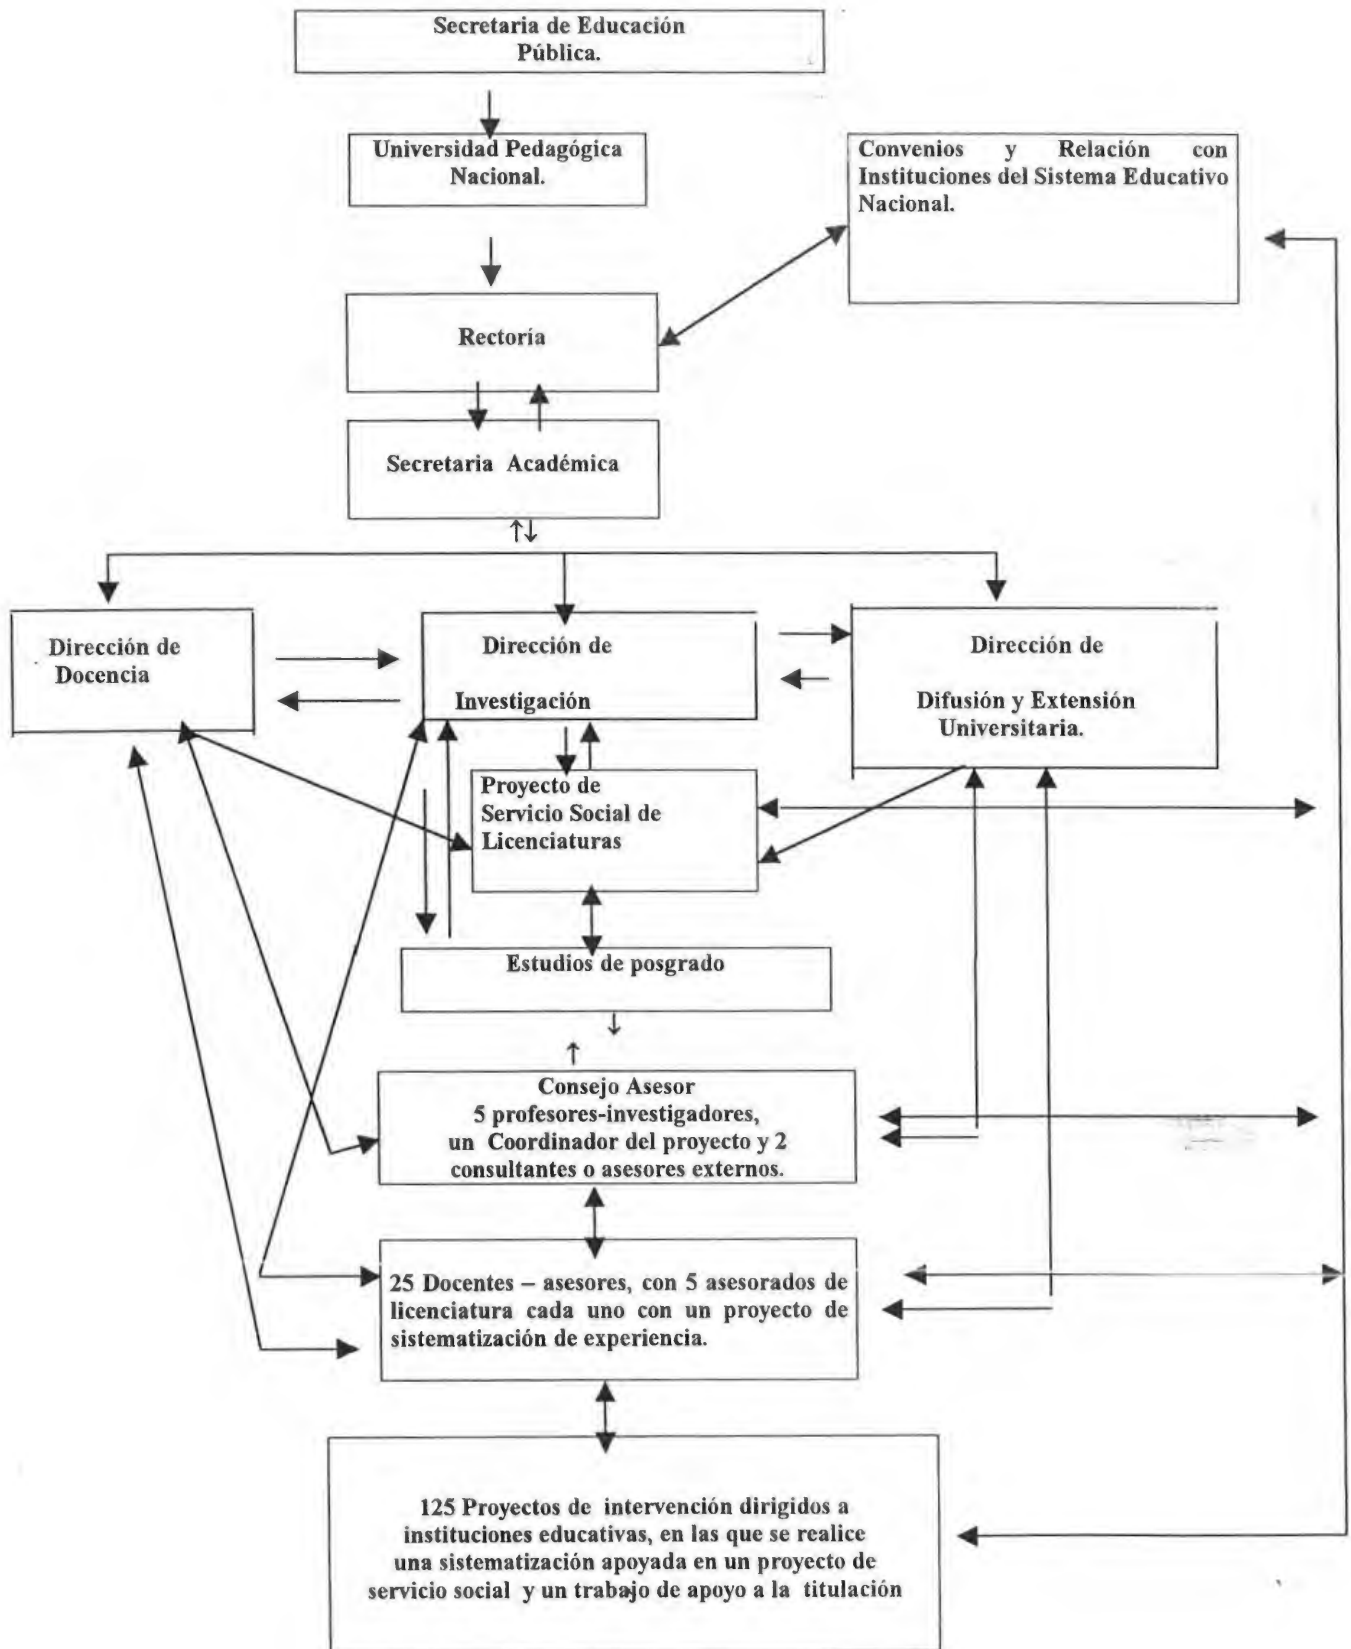 Secretaria de Educación
Pública.
Universidad Pedagógica
Nacional.
Convenios y Relación con
Instituciones del Sistema Educativo
Nacional.
Rectoría
Secretaria Académica
Dirección de
Docencia
Dirección de
Investigación
Dirección de
Difusión y Extensión
Universitaria.
Proyecto de
Servicio Social de
Licenciaturas
Estudios de posgrado
Consejo Asesor
5 profesores-investigadores,
un Coordinador del proyecto y 2
consultantes o asesores externos.
25 Docentes – asesores, con 5 asesorados de
licenciatura cada uno con un proyecto de
sistematización de experiencia.
125 Proyectos de intervención dirigidos a
instituciones educativas, en las que se realice
una sistematización apoyada en un proyecto de
servicio social y un trabajo de apoyo a la titulación